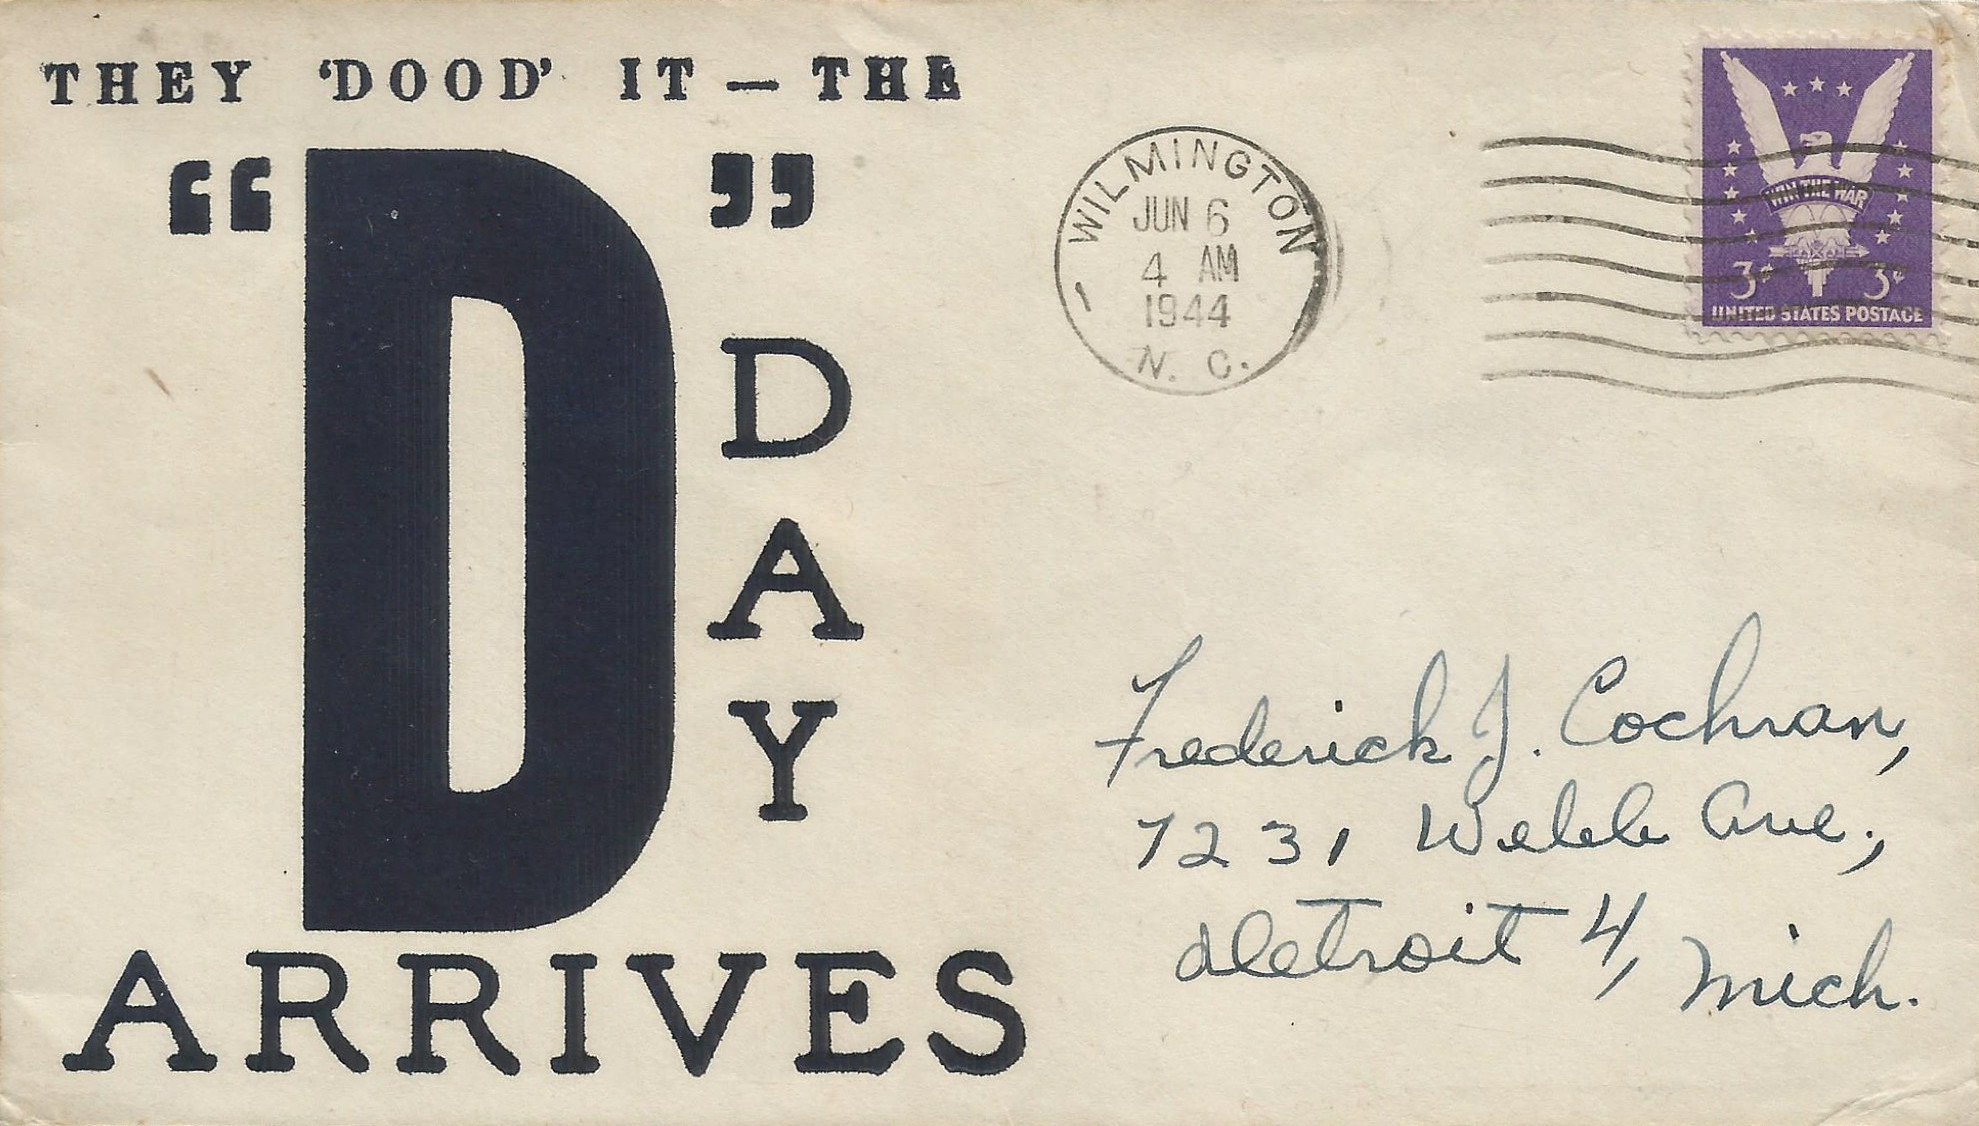 THEY 'DOOD' IT — THE
"D"
DAY
ARRIVES
WILMINGTON
JUN 6
4 AM
1944
N. C.
WIN THE WAR
3¢ 3¢
UNITED STATES POSTAGE
Frederick J. Cochran,
7231 Webb Ave.,
Detroit 4, Mich.